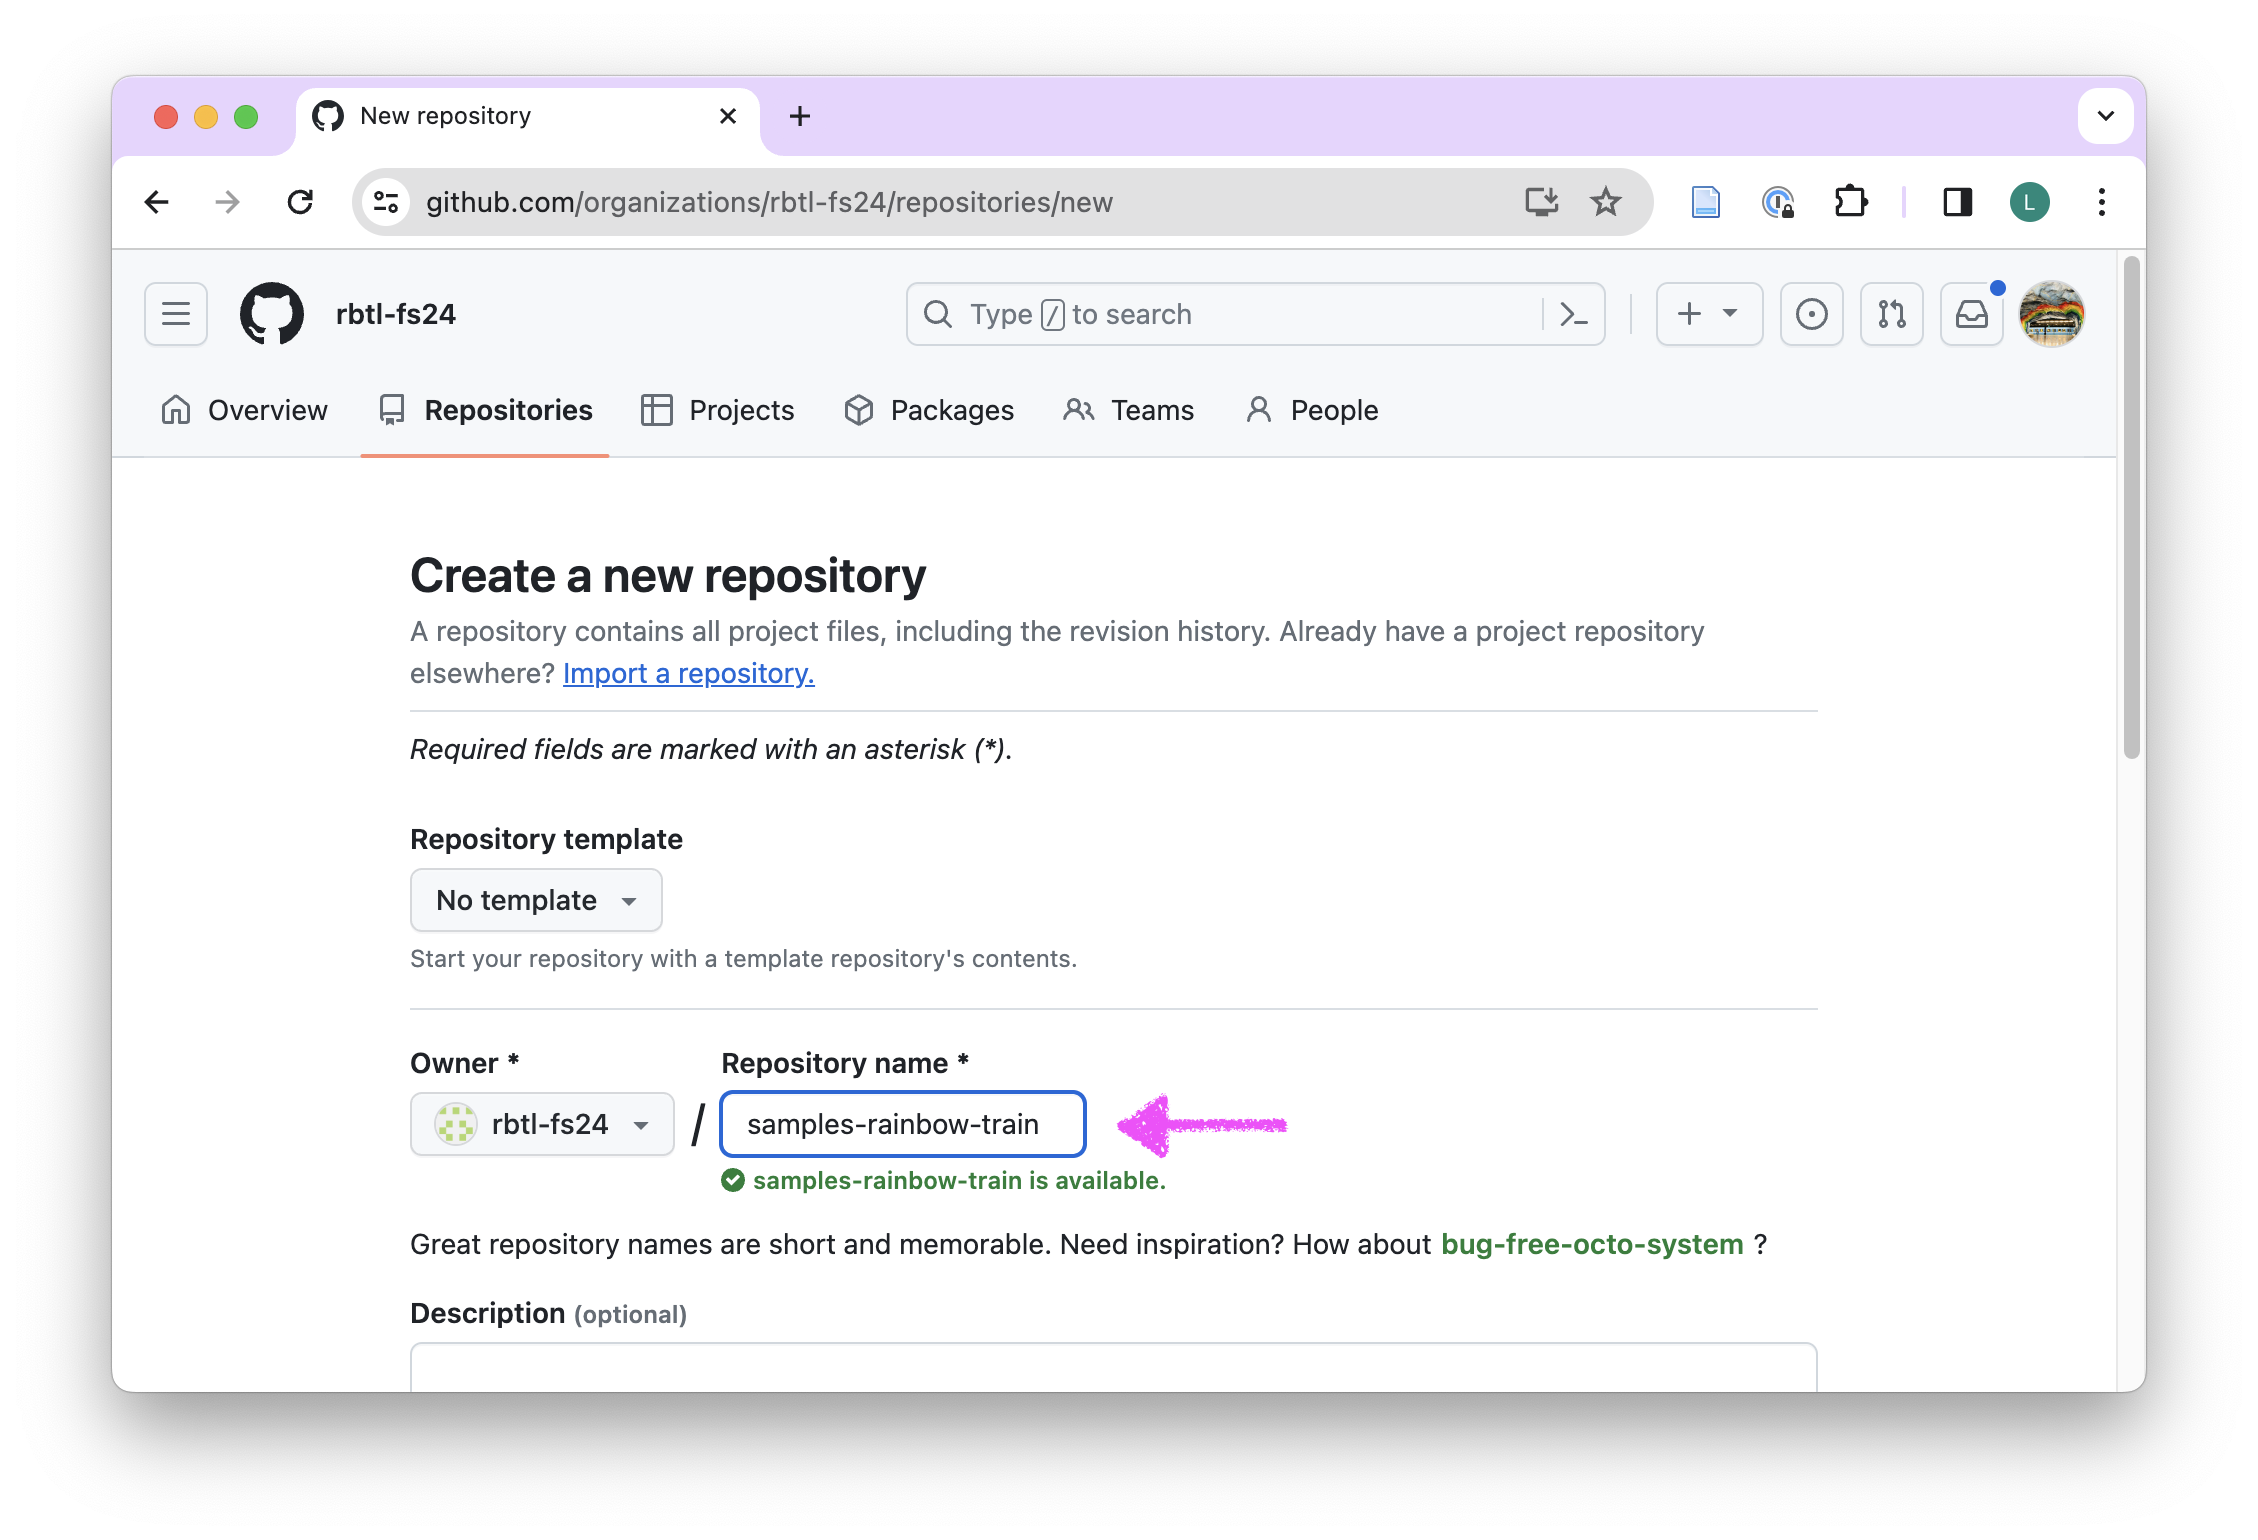 New repository
github.com/organizations/rbtl-fs24/repositories/new
L
rbtl-fs24
Type / to search
Overview
Repositories
Projects
Packages
Teams
People
Create a new repository
A repository contains all project files, including the revision history. Already have a project repository
elsewhere? Import a repository.
Required fields are marked with an asterisk (*).
Repository template
No template
Start your repository with a template repository's contents.
Owner *
Repository name *
rbtl-fs24
/
samples-rainbow-train
samples-rainbow-train is available.
Great repository names are short and memorable. Need inspiration? How about bug-free-octo-system ?
Description (optional)